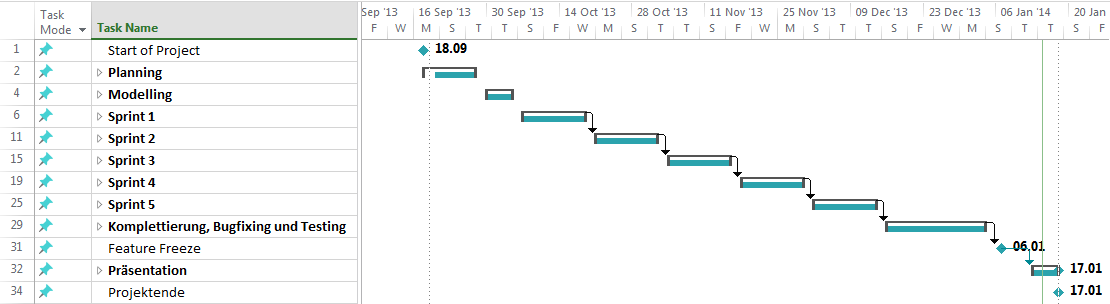 Task Mode Task Name Sep '13 16 Sep '13 30 Sep '13 14 Oct '13 28 Oct '13 11 Nov '13 25 Nov '13 09 Dec '13 23 Dec '13 06 Jan '14 20 Jan
F W M S T T F S M W F S T T S M W F S T T S M W F S T T S M W F
1 Start of Project 18.09
2 Planning
4 Modelling
6 Sprint 1
11 Sprint 2
15 Sprint 3
19 Sprint 4
25 Sprint 5
29 Komplettierung, Bugfixing und Testing
31 Feature Freeze 06.01
32 Präsentation 17.01
34 Projektende 17.01